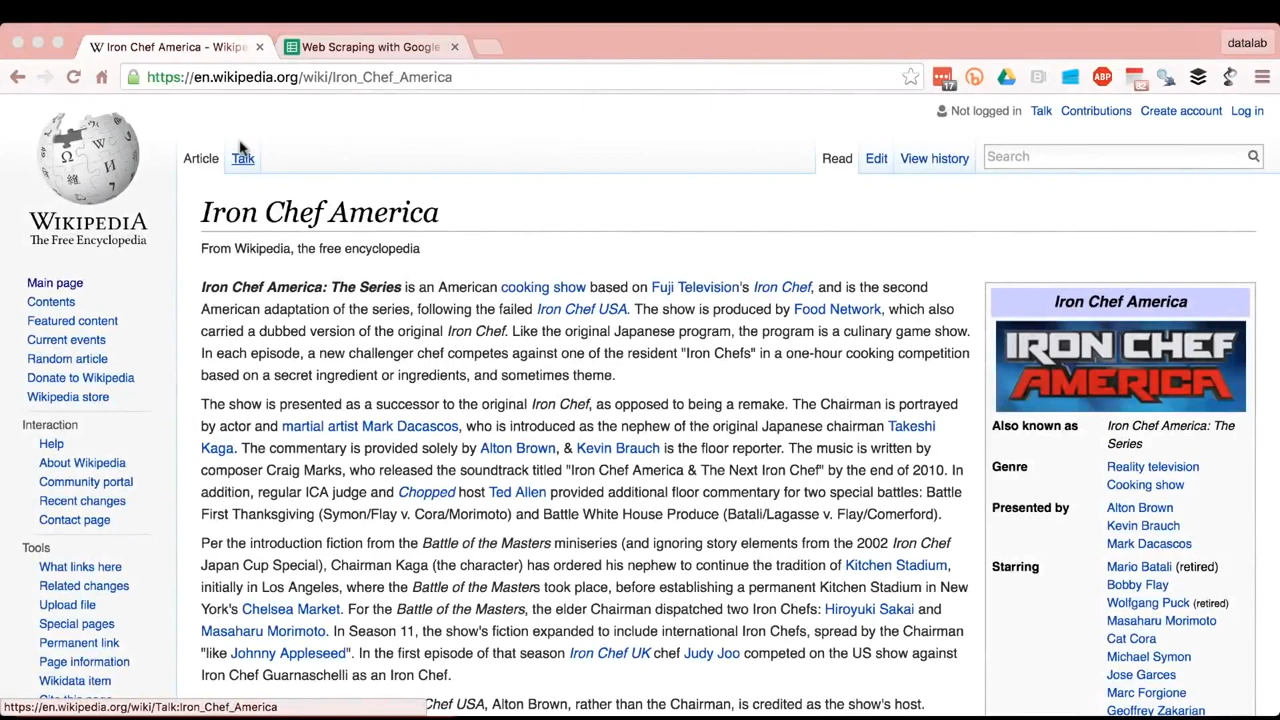 Iron Chef America - Wikipe
Web Scraping with Google
datalab
https://en.wikipedia.org/wiki/Iron_Chef_America
17
ABP
52
Not logged in Talk Contributions Create account Log in
Article Talk
Read Edit View history
Search
WIKIPEDIA
The Free Encyclopedia
Main page
Contents
Featured content
Current events
Random article
Donate to Wikipedia
Wikipedia store
Interaction
Help
About Wikipedia
Community portal
Recent changes
Contact page
Tools
What links here
Related changes
Upload file
Special pages
Permanent link
Page information
Wikidata item
Cite this page
Iron Chef America
From Wikipedia, the free encyclopedia
Iron Chef America: The Series is an American cooking show based on Fuji Television's Iron Chef, and is the second
American adaptation of the series, following the failed Iron Chef USA. The show is produced by Food Network, which also
carried a dubbed version of the original Iron Chef. Like the original Japanese program, the program is a culinary game show.
In each episode, a new challenger chef competes against one of the resident "Iron Chefs" in a one-hour cooking competition
based on a secret ingredient or ingredients, and sometimes theme.
The show is presented as a successor to the original Iron Chef, as opposed to being a remake. The Chairman is portrayed
by actor and martial artist Mark Dacascos, who is introduced as the nephew of the original Japanese chairman Takeshi
Kaga. The commentary is provided solely by Alton Brown, & Kevin Brauch is the floor reporter. The music is written by
composer Craig Marks, who released the soundtrack titled "Iron Chef America & The Next Iron Chef" by the end of 2010. In
addition, regular ICA judge and Chopped host Ted Allen provided additional floor commentary for two special battles: Battle
First Thanksgiving (Symon/Flay v. Cora/Morimoto) and Battle White House Produce (Batali/Lagasse v. Flay/Comerford).
Per the introduction fiction from the Battle of the Masters miniseries (and ignoring story elements from the 2002 Iron Chef
Japan Cup Special), Chairman Kaga (the character) has ordered his nephew to continue the tradition of Kitchen Stadium,
initially in Los Angeles, where the Battle of the Masters took place, before establishing a permanent Kitchen Stadium in New
York's Chelsea Market. For the Battle of the Masters, the elder Chairman dispatched two Iron Chefs: Hiroyuki Sakai and
Masaharu Morimoto. In Season 11, the show's fiction expanded to include international Iron Chefs, spread by the Chairman
"like Johnny Appleseed". In the first episode of that season Iron Chef UK chef Judy Joo competed on the US show against
Iron Chef Guarnaschelli as an Iron Chef.
Chef USA, Alton Brown, rather than the Chairman, is credited as the show's host.
Iron Chef America
IRON CHEF
AMERICA
Also known as Iron Chef America: The
Series
Genre Reality television
Cooking show
Presented by Alton Brown
Kevin Brauch
Mark Dacascos
Starring Mario Batali (retired)
Bobby Flay
Wolfgang Puck (retired)
Masaharu Morimoto
Cat Cora
Michael Symon
Jose Garces
Marc Forgione
Geoffrey Zakarian
https://en.wikipedia.org/wiki/Talk:Iron_Chef_America